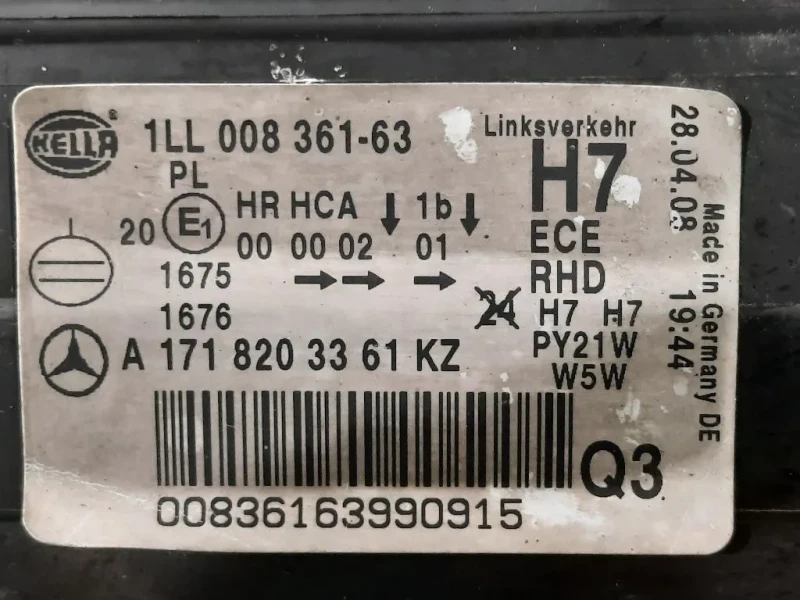 HELLA ® 1LL 008 361-63 Linksverkehr
PL H7
HR HCA ↓ 1b ↓
20 E1 00 00 02 01 ECE
1675 → → → RHD
1676 24 H7 H7
A 171 820 33 61 KZ PY21W
W5W
Q3
00836163990915
28.04.08 19:44
Made in Germany DE